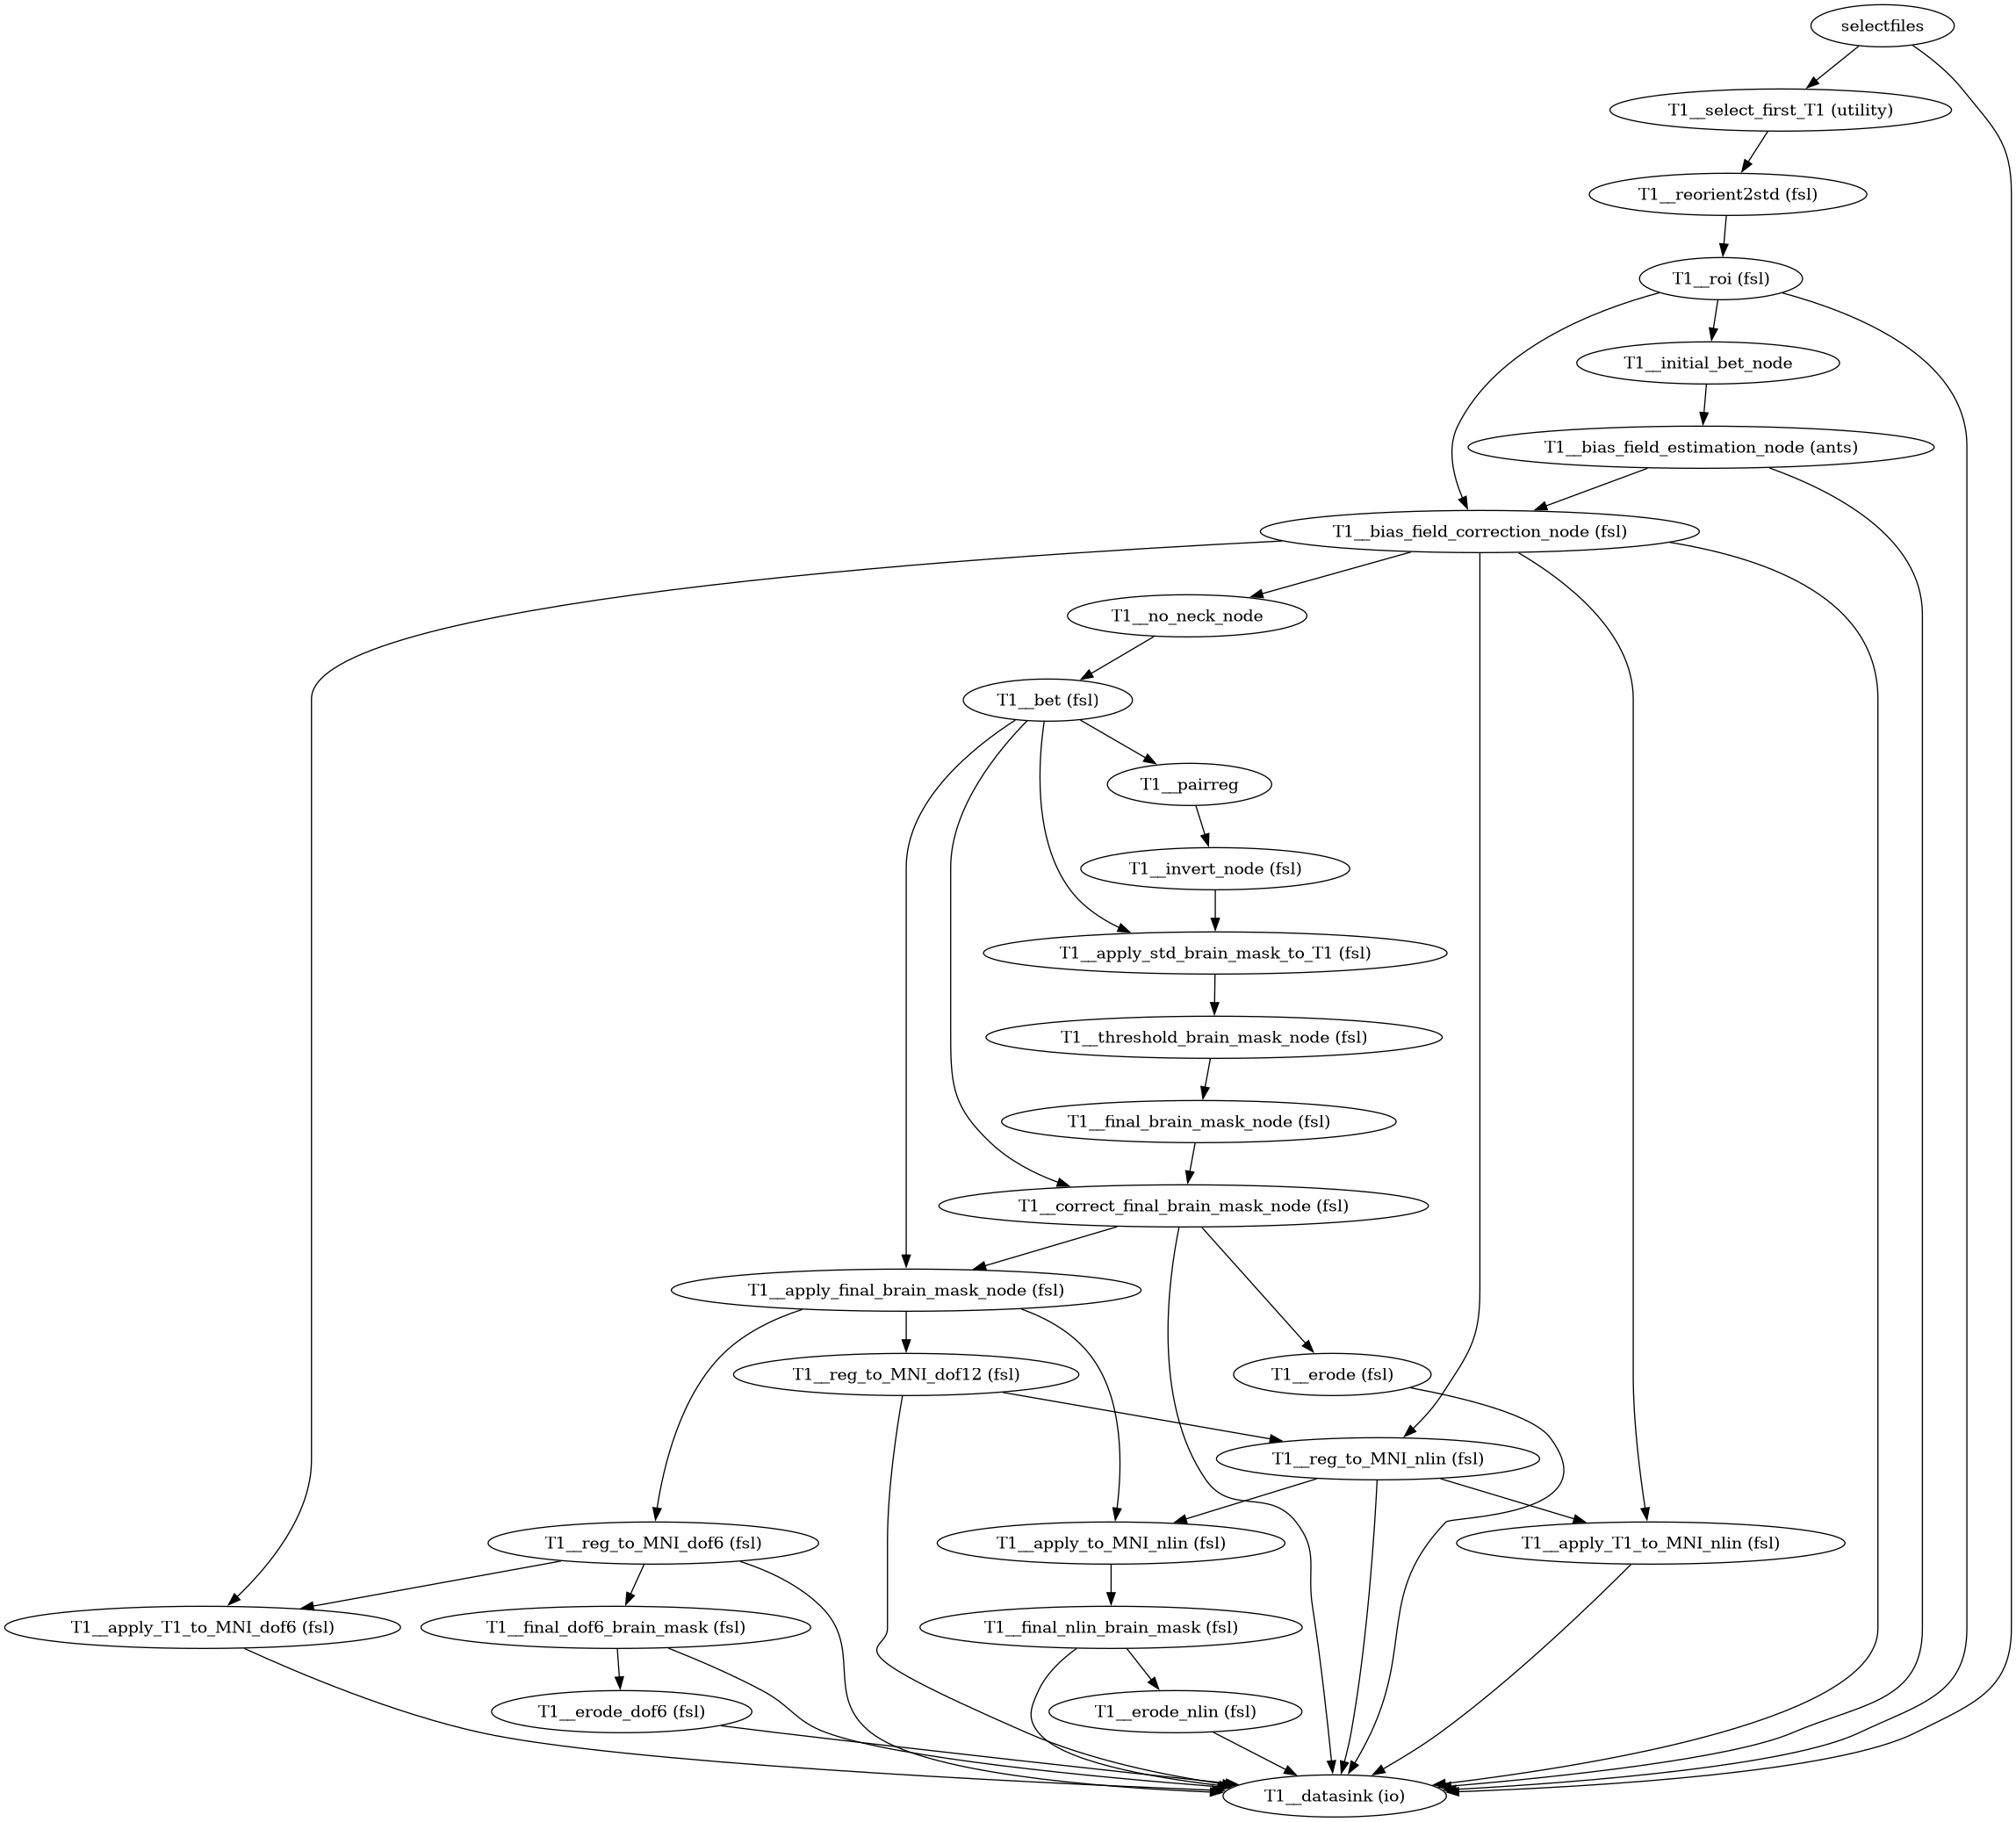 selectfiles
T1__select_first_T1 (utility)
T1__reorient2std (fsl)
T1__roi (fsl)
T1__initial_bet_node
T1__bias_field_estimation_node (ants)
T1__bias_field_correction_node (fsl)
T1__no_neck_node
T1__bet (fsl)
T1__pairreg
T1__invert_node (fsl)
T1__apply_std_brain_mask_to_T1 (fsl)
T1__threshold_brain_mask_node (fsl)
T1__final_brain_mask_node (fsl)
T1__correct_final_brain_mask_node (fsl)
T1__apply_final_brain_mask_node (fsl)
T1__reg_to_MNI_dof12 (fsl)
T1__erode (fsl)
T1__reg_to_MNI_nlin (fsl)
T1__reg_to_MNI_dof6 (fsl)
T1__apply_to_MNI_nlin (fsl)
T1__apply_T1_to_MNI_nlin (fsl)
T1__apply_T1_to_MNI_dof6 (fsl)
T1__final_dof6_brain_mask (fsl)
T1__final_nlin_brain_mask (fsl)
T1__erode_dof6 (fsl)
T1__erode_nlin (fsl)
T1__datasink (io)